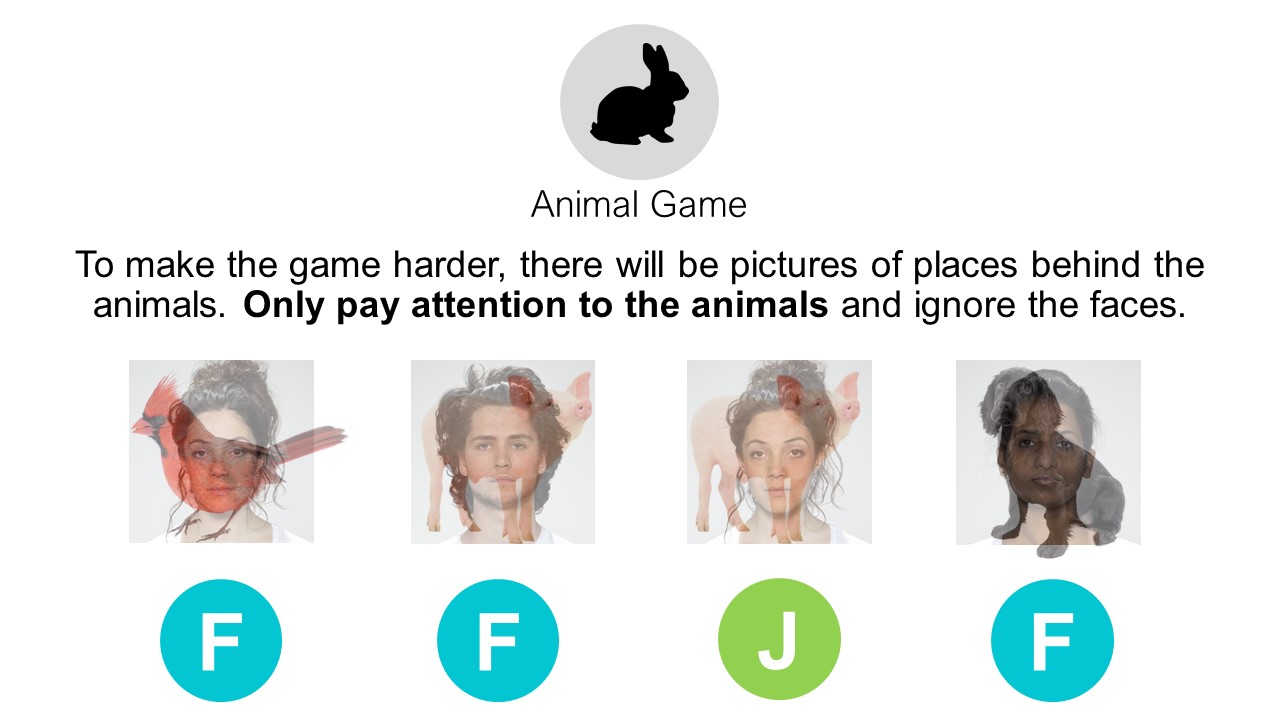 Animal Game
To make the game harder, there will be pictures of places behind the
animals. Only pay attention to the animals and ignore the faces.
F F J F